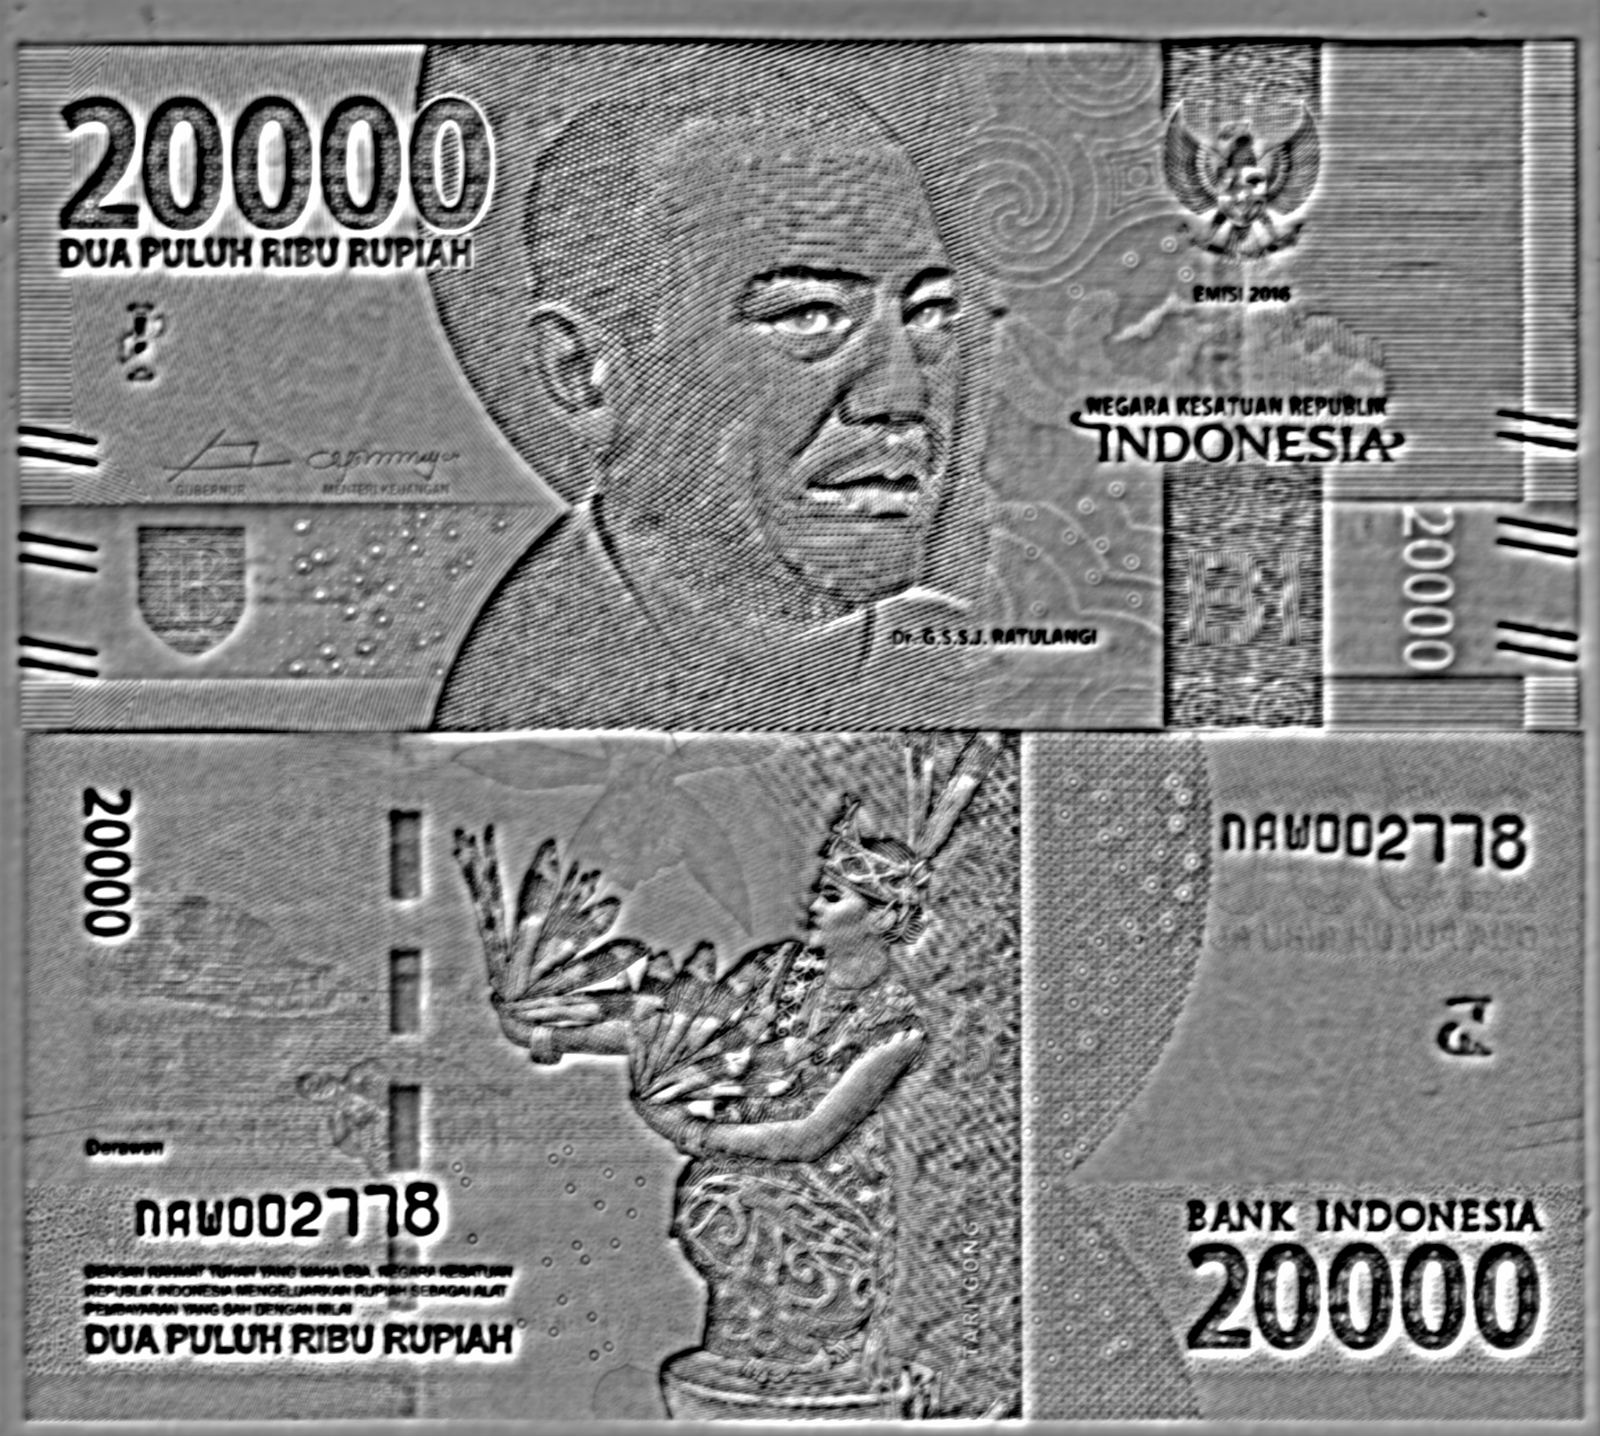 20000
DUA PULUH RIBU RUPIAH
EMISI 2016
NEGARA KESATUAN REPUBLIK
INDONESIA
GUBERNUR
MENTERI KEUANGAN
20000
Dr. G.S.S.J. RATULANGI
20000
NAW002778
Derawan
NAW002778
DENGAN RAHMAT TUHAN YANG MAHA ESA, NEGARA KESATUAN
REPUBLIK INDONESIA MENGELUARKAN RUPIAH SEBAGAI ALAT
PEMBAYARAN YANG SAH DENGAN NILAI
DUA PULUH RIBU RUPIAH
TARI GONG
BANK INDONESIA
20000